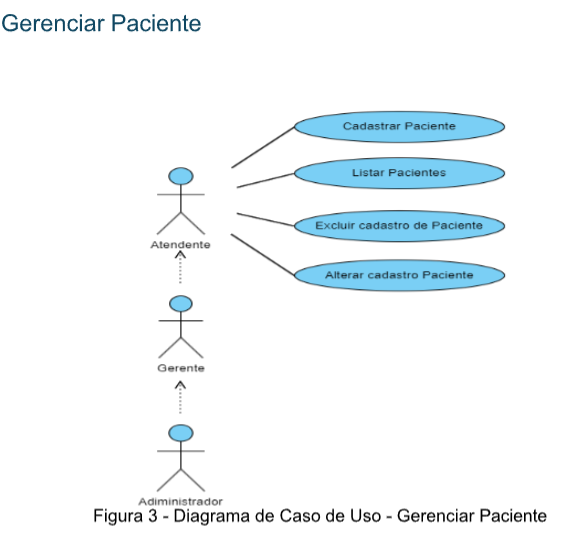 Gerenciar Paciente
Cadastrar Paciente
Listar Pacientes
Excluir cadastro de Paciente
Alterar cadastro Paciente
Atendente
Gerente
Adiministrador
Figura 3 - Diagrama de Caso de Uso - Gerenciar Paciente